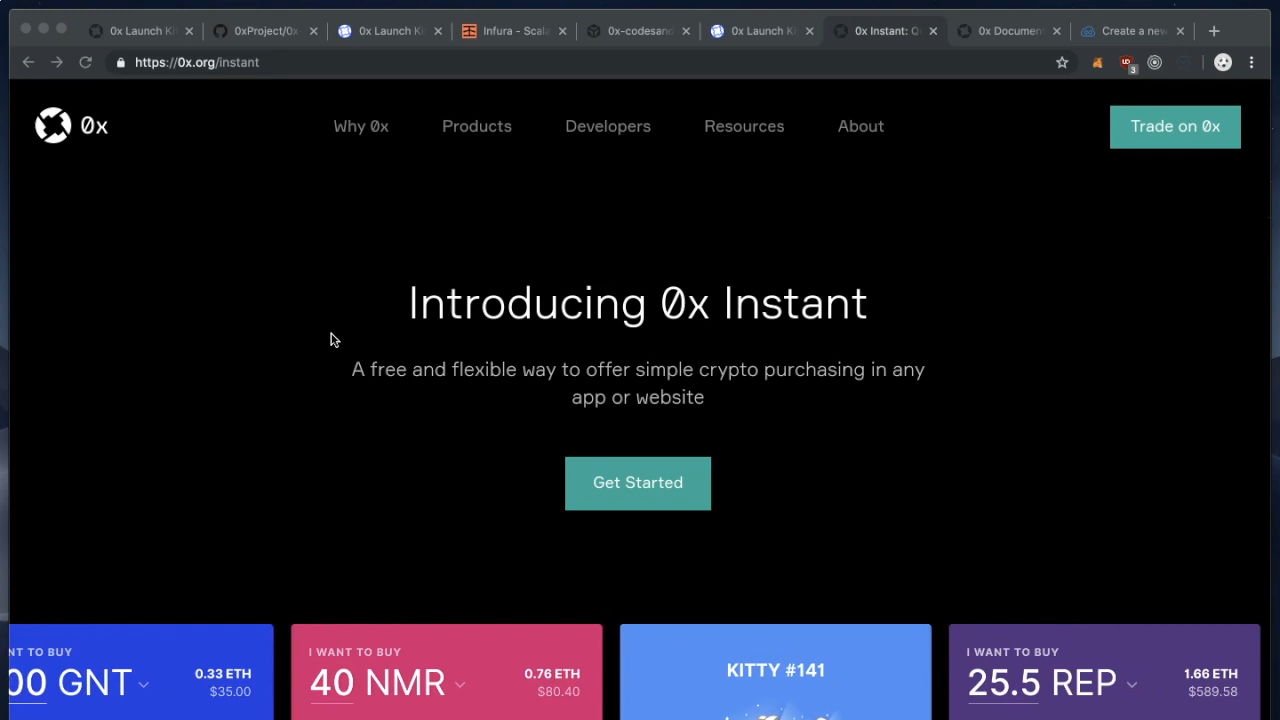 0x Launch Ki
0xProject/0x
0x Launch Ki
Infura - Scala
0x-codesand
0x Launch Ki
0x Instant: Q
0x Documen
Create a new
https://0x.org/instant
3
0x
Why 0x
Products
Developers
Resources
About
Trade on 0x
Introducing 0x Instant
A free and flexible way to offer simple crypto purchasing in any
app or website
Get Started
NT TO BUY
00 GNT
0.33 ETH
$35.00
I WANT TO BUY
40 NMR
0.76 ETH
$80.40
KITTY #141
I WANT TO BUY
25.5 REP
1.66 ETH
$589.58